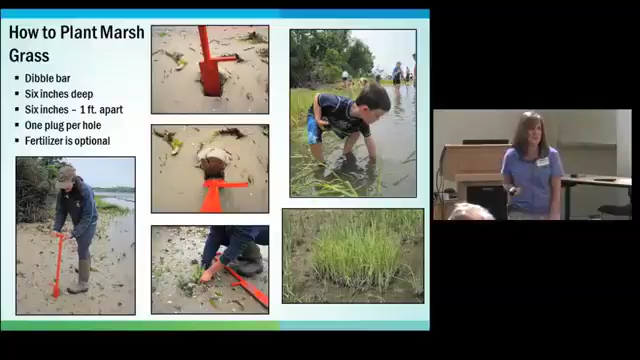 How to Plant Marsh
Grass
▪ Dibble bar
▪ Six inches deep
▪ Six inches – 1 ft. apart
▪ One plug per hole
▪ Fertilizer is optional